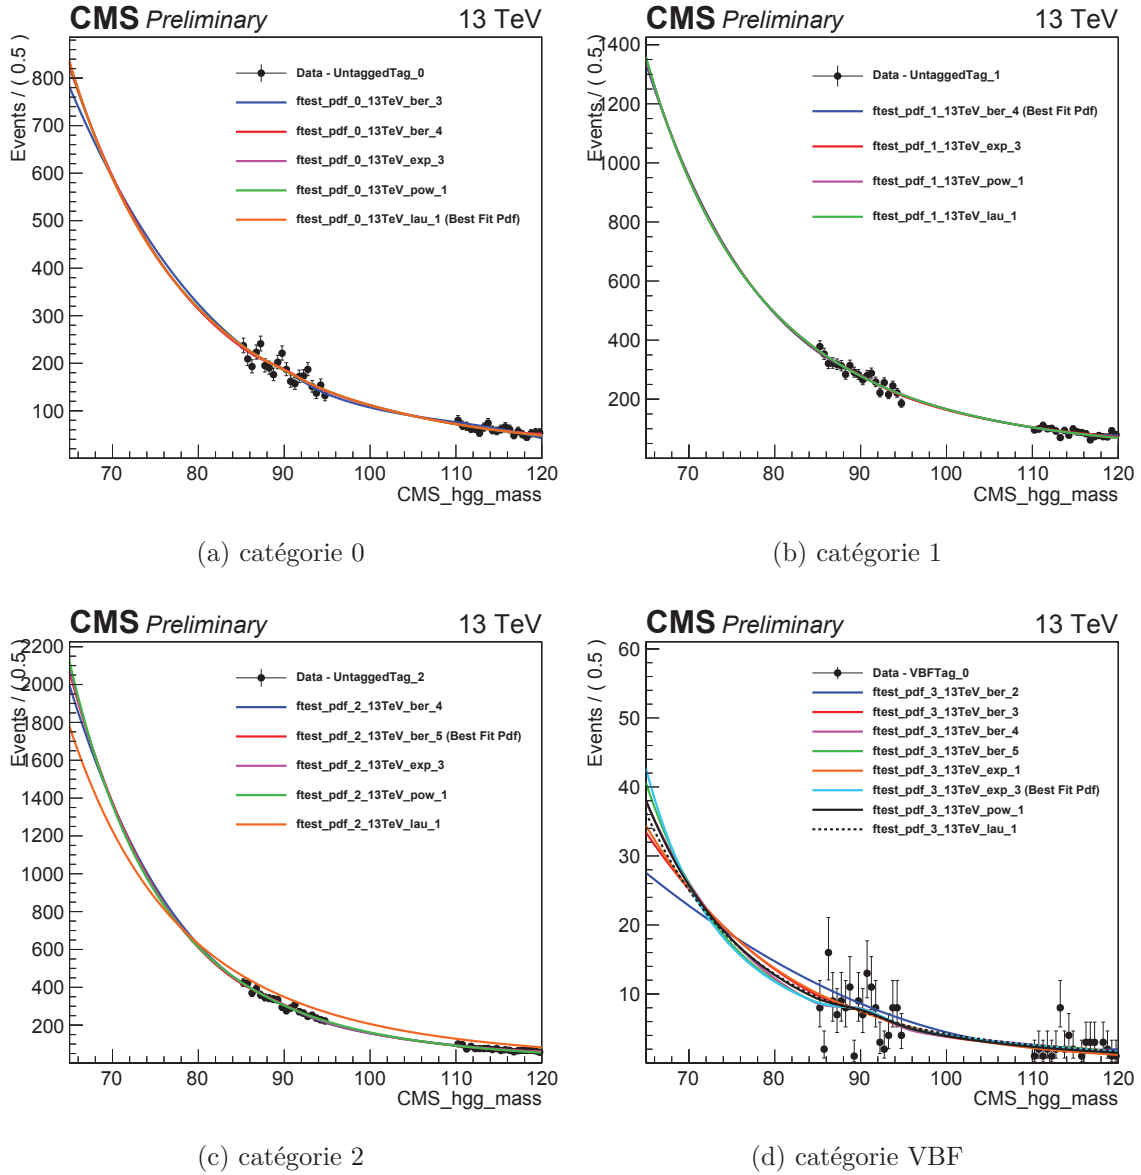 CMS Preliminary 13 TeV
Events / ( 0.5 )
800
700
600
500
400
300
200
100
Data - UntaggedTag_0
ftest_pdf_0_13TeV_ber_3
ftest_pdf_0_13TeV_ber_4
ftest_pdf_0_13TeV_exp_3
ftest_pdf_0_13TeV_pow_1
ftest_pdf_0_13TeV_lau_1 (Best Fit Pdf)
70 80 90 100 110 120
CMS_hgg_mass
(a) catégorie 0
CMS Preliminary 13 TeV
Events / ( 0.5 )
1400
1200
1000
800
600
400
200
Data - UntaggedTag_1
ftest_pdf_1_13TeV_ber_4 (Best Fit Pdf)
ftest_pdf_1_13TeV_exp_3
ftest_pdf_1_13TeV_pow_1
ftest_pdf_1_13TeV_lau_1
70 80 90 100 110 120
CMS_hgg_mass
(b) catégorie 1
CMS Preliminary 13 TeV
Events / ( 0.5 )
2200
2000
1800
1600
1400
1200
1000
800
600
400
200
Data - UntaggedTag_2
ftest_pdf_2_13TeV_ber_4
ftest_pdf_2_13TeV_ber_5 (Best Fit Pdf)
ftest_pdf_2_13TeV_exp_3
ftest_pdf_2_13TeV_pow_1
ftest_pdf_2_13TeV_lau_1
70 80 90 100 110 120
CMS_hgg_mass
(c) catégorie 2
CMS Preliminary 13 TeV
Events / ( 0.5 )
60
50
40
30
20
10
Data - VBFTag_0
ftest_pdf_3_13TeV_ber_2
ftest_pdf_3_13TeV_ber_3
ftest_pdf_3_13TeV_ber_4
ftest_pdf_3_13TeV_ber_5
ftest_pdf_3_13TeV_exp_1
ftest_pdf_3_13TeV_exp_3 (Best Fit Pdf)
ftest_pdf_3_13TeV_pow_1
ftest_pdf_3_13TeV_lau_1
70 80 90 100 110 120
CMS_hgg_mass
(d) catégorie VBF